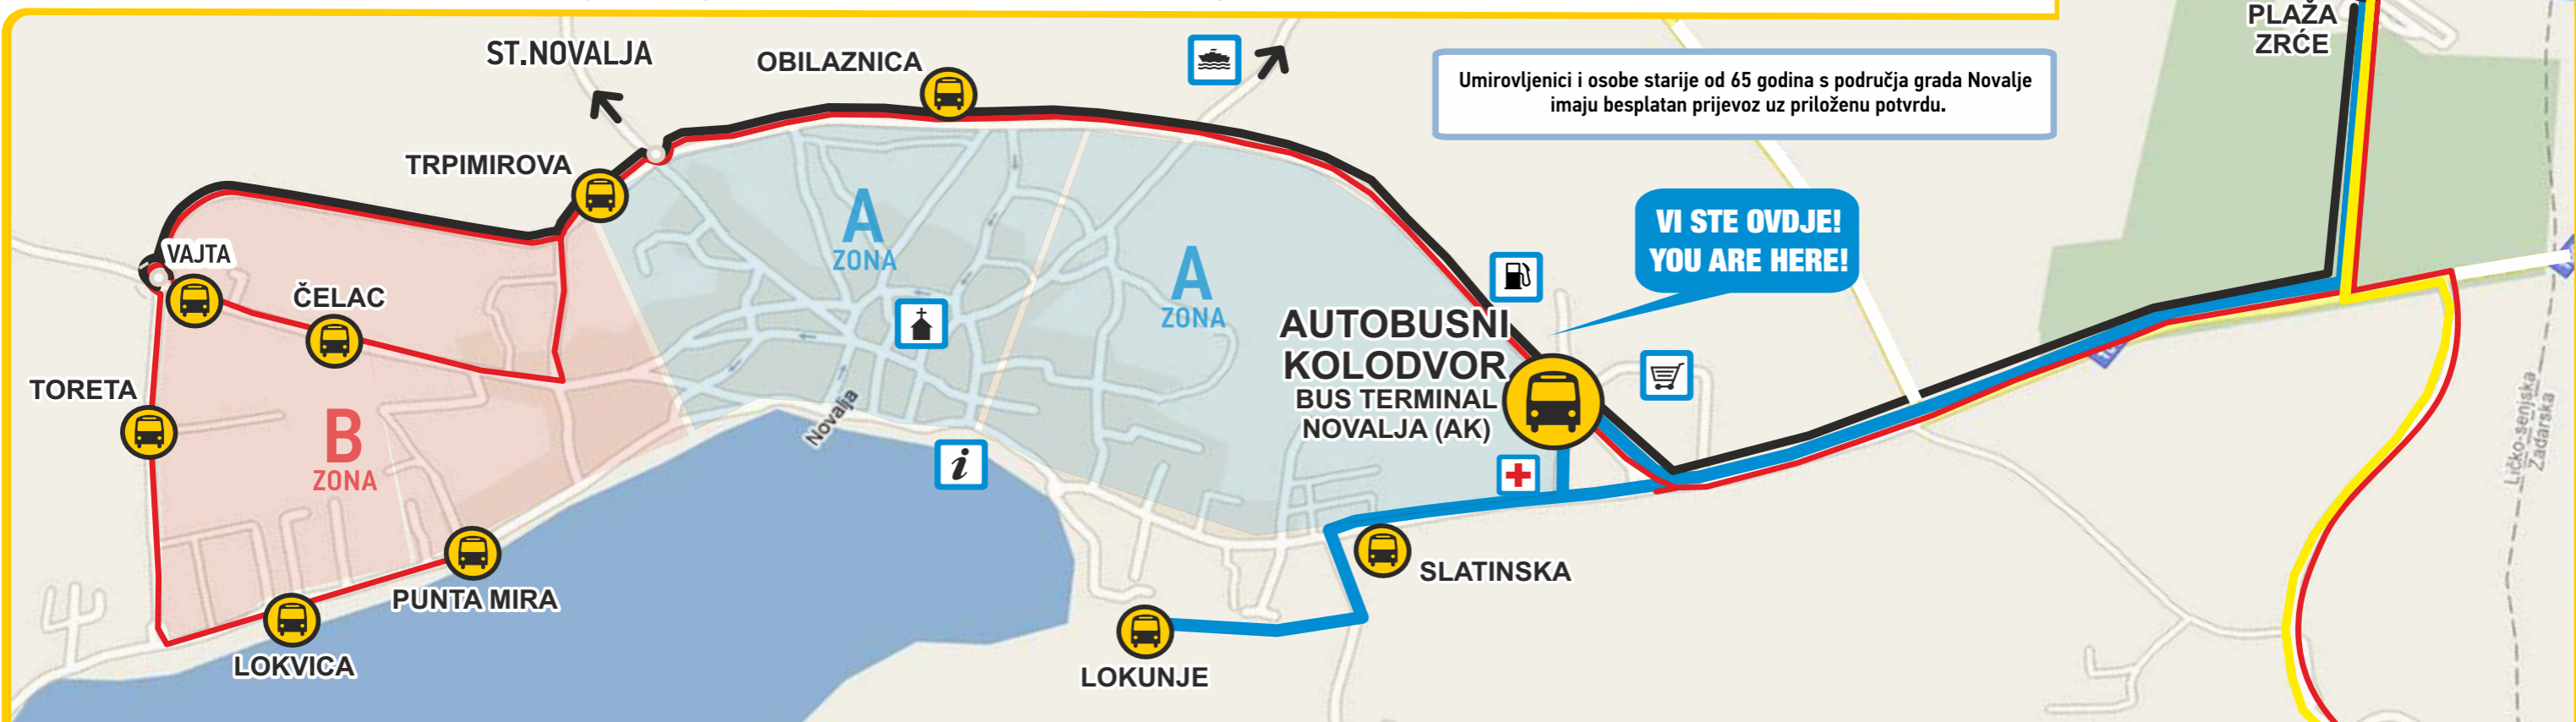 PLAŽA
ZRĆE
ST.NOVALJA
OBILAZNICA
Umirovljenici i osobe starije od 65 godina s područja grada Novalje
imaju besplatan prijevoz uz priloženu potvrdu.
TRPIMIROVA
A
ZONA
VI STE OVDJE!
YOU ARE HERE!
VAJTA
ČELAC
A
ZONA
AUTOBUSNI
KOLODVOR
BUS TERMINAL
NOVALJA (AK)
TORETA
B
ZONA
Novalja
i
Ličko-senjska
Zadarska
SLATINSKA
PUNTA MIRA
LOKVICA
LOKUNJE